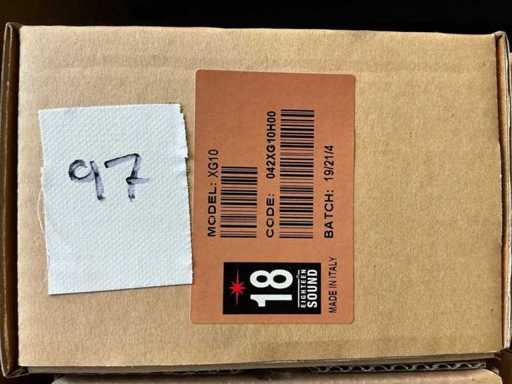 97
MODEL: XG10
CODE: 042XG10H00
BATCH: 19/21/4
18
EIGHTEEN
SOUND
MADE IN ITALY